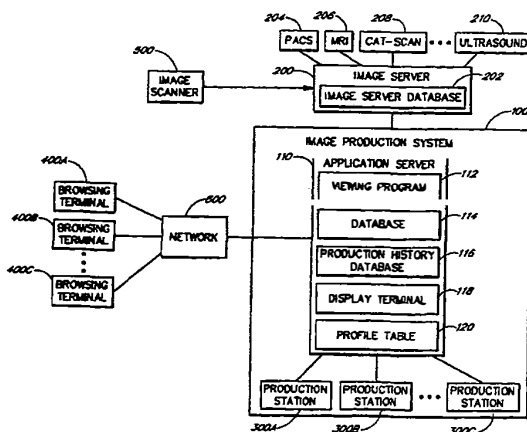 204
206
208
210
PACS
MRI
CAT-SCAN
ULTRASOUND
500
200
IMAGE SERVER
202
IMAGE SCANNER
IMAGE SERVER DATABASE
100
IMAGE PRODUCTION SYSTEM
400A
110
APPLICATION SERVER
112
BROWSING TERMINAL
600
VIEWING PROGRAM
400B
BROWSING TERMINAL
NETWORK
DATABASE
114
400C
PRODUCTION HISTORY DATABASE
116
BROWSING TERMINAL
DISPLAY TERMINAL
118
PROFILE TABLE
120
PRODUCTION STATION
PRODUCTION STATION
PRODUCTION STATION
300A
300B
300C